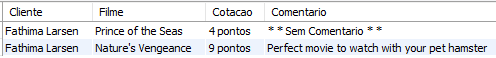 Cliente Filme Cotacao Comentario
Fathima Larsen Prince of the Seas 4 pontos * * Sem Comentario * *
Fathima Larsen Nature's Vengeance 9 pontos Perfect movie to watch with your pet hamster